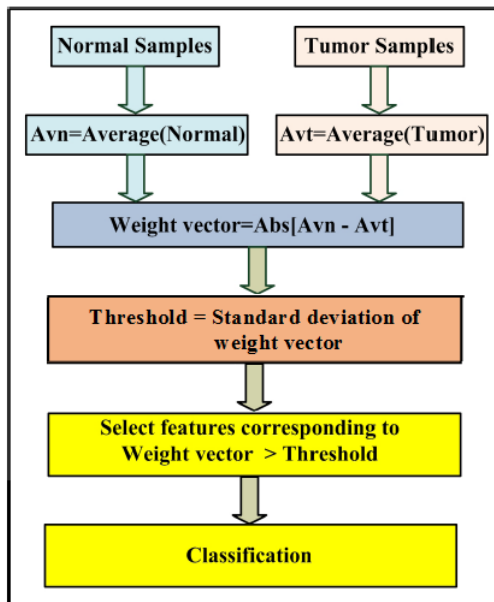 Normal Samples
Tumor Samples
Avn=Average(Normal)
Avt=Average(Tumor)
Weight vector=Abs[Avn - Avt]
Threshold = Standard deviation of
weight vector
Select features corresponding to
Weight vector > Threshold
Classification